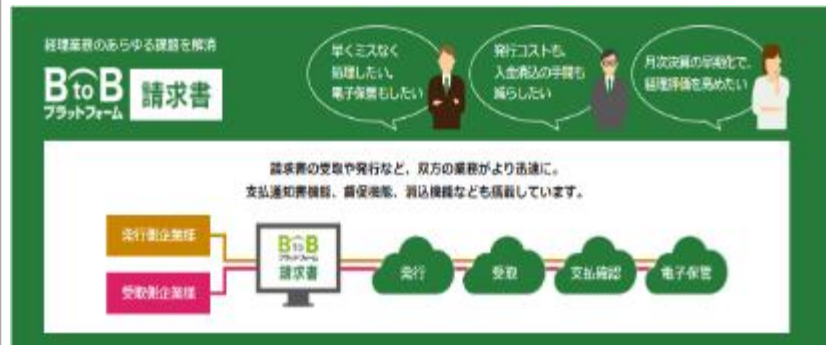 経理業務のあらゆる課題を解消
BtoB
プラットフォーム
請求書
早くミスなく
処理したい。
電子保管もしたい
発行コストも、
入金消込の手間も
減らしたい
月次決算の早期化で、
経理評価を高めたい
請求書の受取や発行など、双方の業務がより迅速に。
支払通知書機能、督促機能、消込機能なども搭載しています。
発行側企業様
受取側企業様
BtoB
プラットフォーム
請求書
発行
受取
支払確認
電子保管